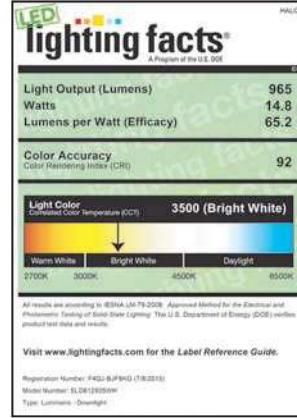 HALO
LED
lighting facts®
A Program of the U.S. DOE
Light Output (Lumens) 965
Watts 14.8
Lumens per Watt (Efficacy) 65.2
Color Accuracy 92
Color Rendering Index (CRI)
Light Color 3500 (Bright White)
Correlated Color Temperature (CCT)
Warm White Bright White Daylight
2700K 3000K 4500K 6500K
All results are according to IESNA LM-79-2008: Approved Method for the Electrical and
Photometric Testing of Solid-State Lighting. The U.S. Department of Energy (DOE) verifies
product test data and results.
Visit www.lightingfacts.com for the Label Reference Guide.
Registration Number: (7/8/2015)
Model Number:
Type: Luminaire - Downlight